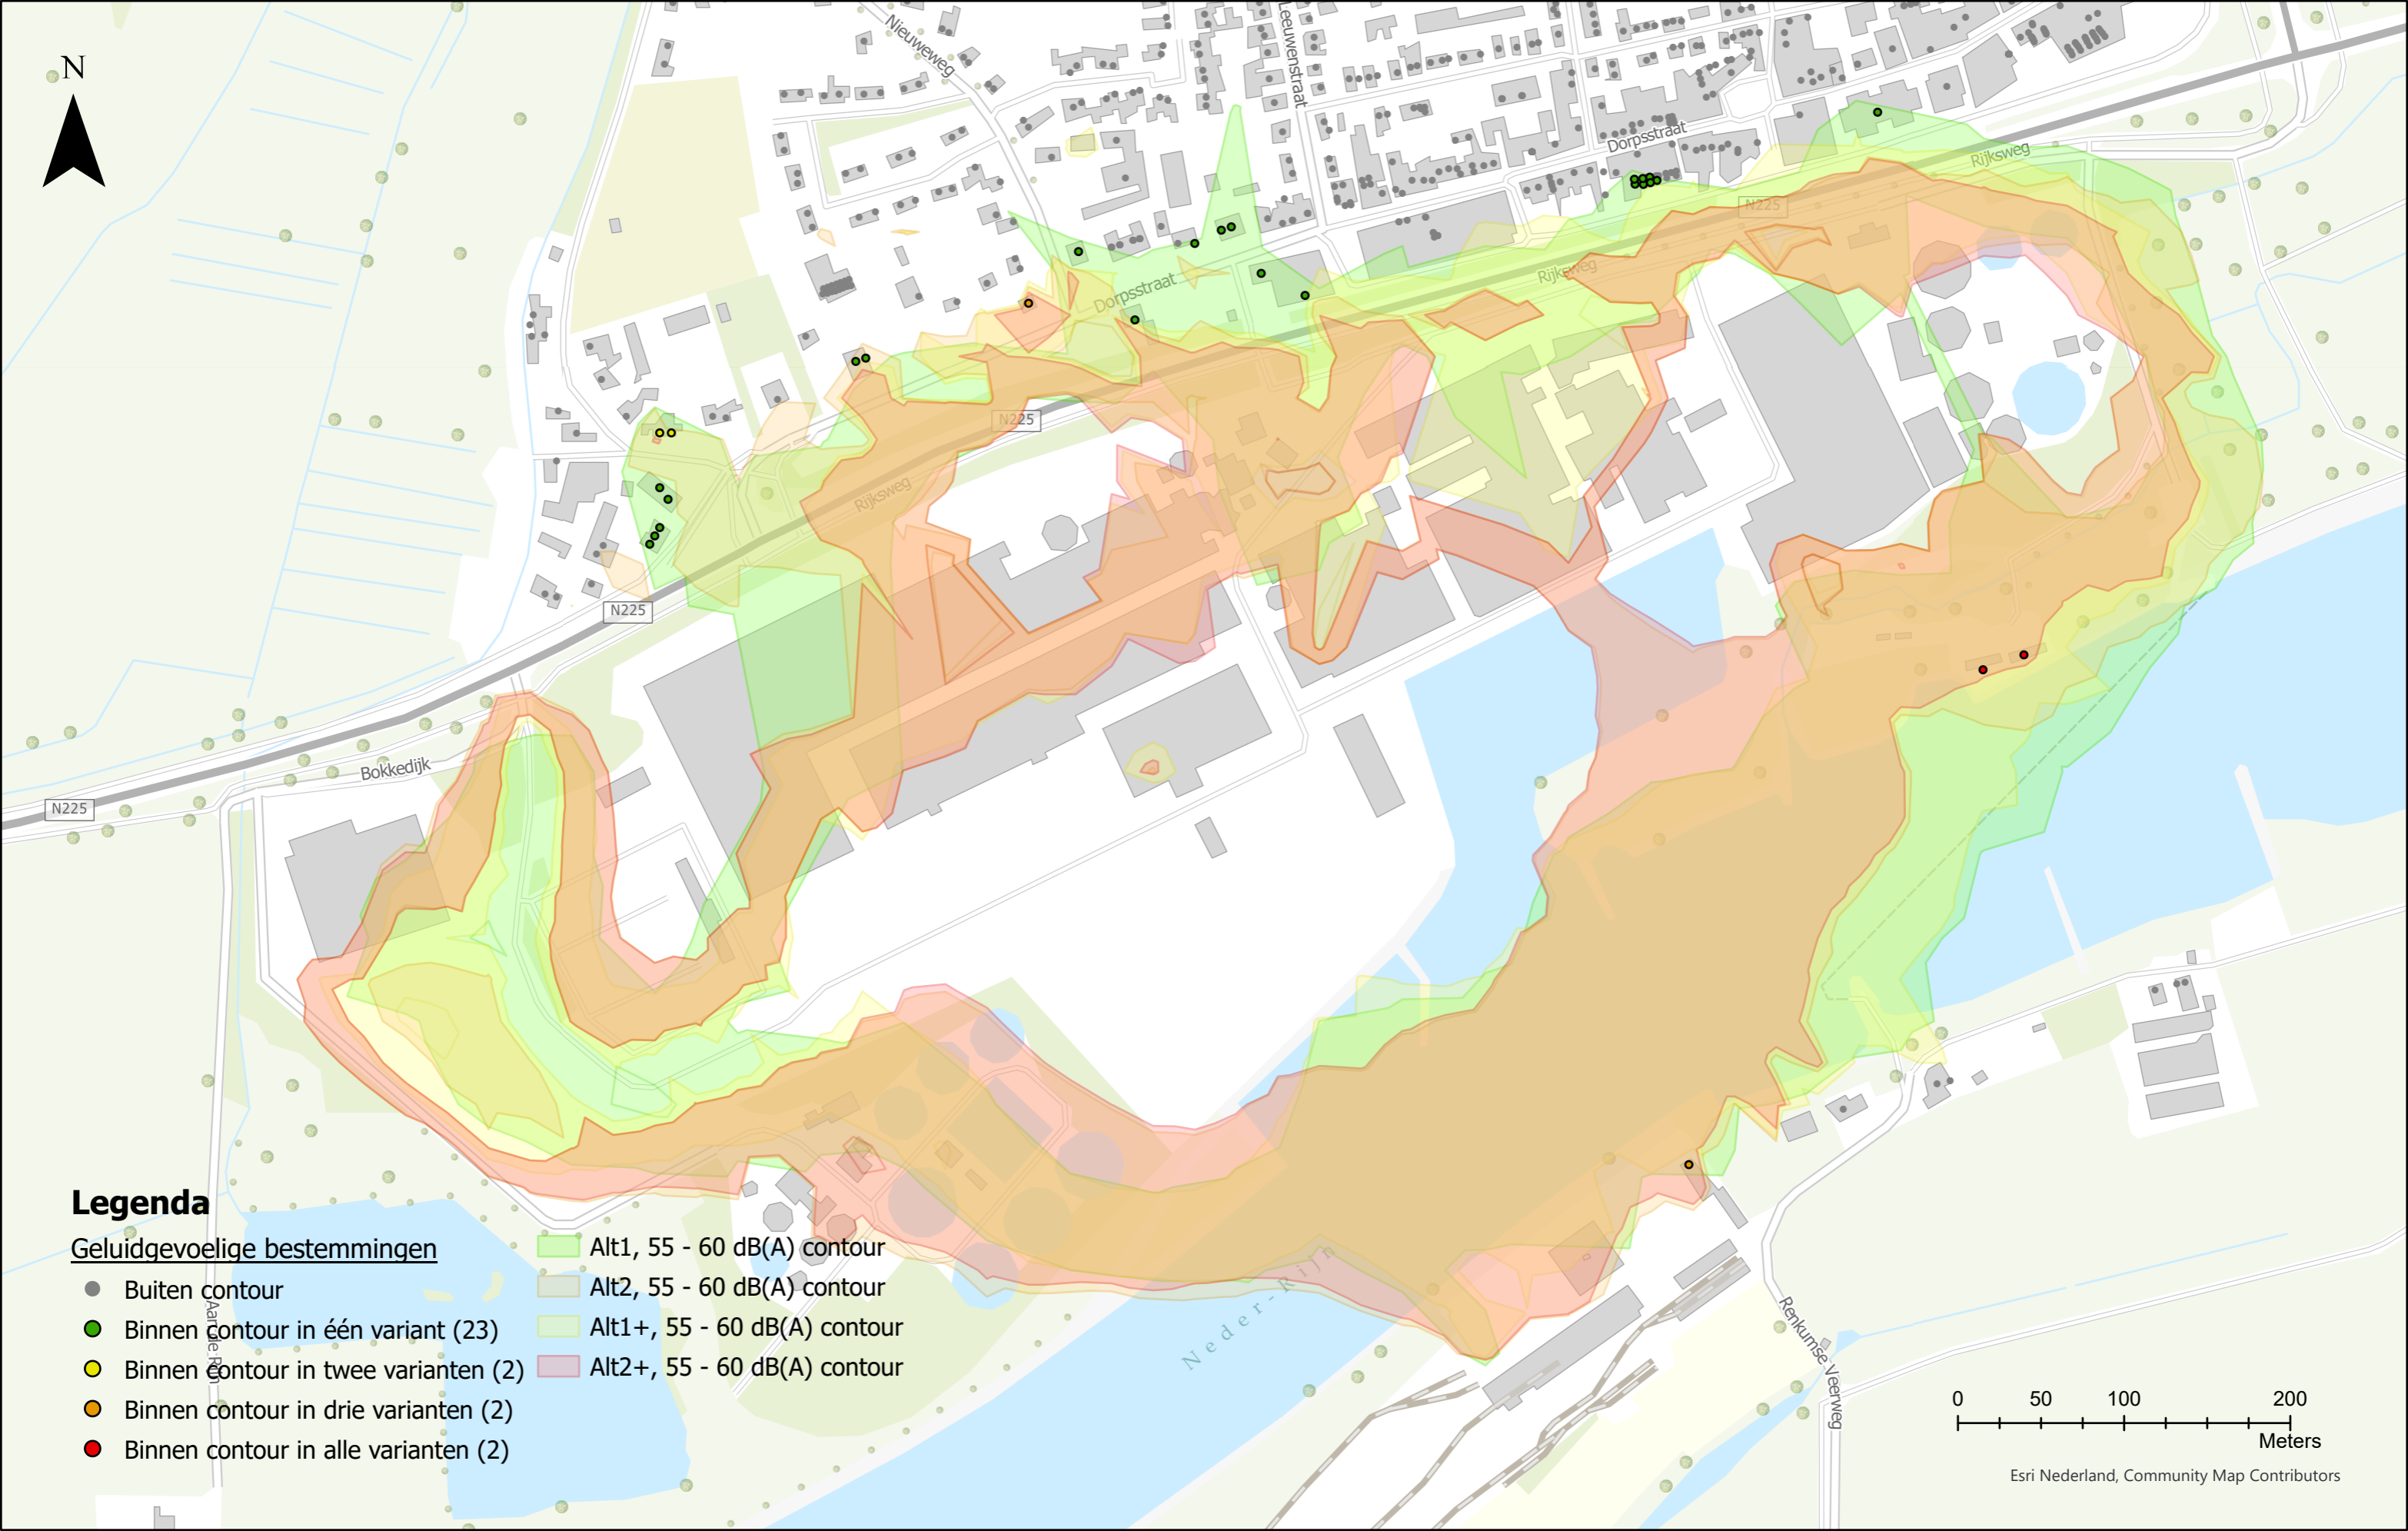 N
Nieuweweg
Leeuwenstraat
Dorpsstraat
Rijksweg
N225
Rijksweg
Dorpsstraat
N225
Rijksweg
N225
Bokkedijk
N225
Legenda
Geluidgevoelige bestemmingen
Buiten contour
Binnen contour in één variant (23)
Binnen contour in twee varianten (2)
Binnen contour in drie varianten (2)
Binnen contour in alle varianten (2)
Alt1, 55 - 60 dB(A) contour
Alt2, 55 - 60 dB(A) contour
Alt1+, 55 - 60 dB(A) contour
Alt2+, 55 - 60 dB(A) contour
Aan de Rijn
Neder-Rijn
Renkumse Veerweg
0 50 100 200
Meters
Esri Nederland, Community Map Contributors